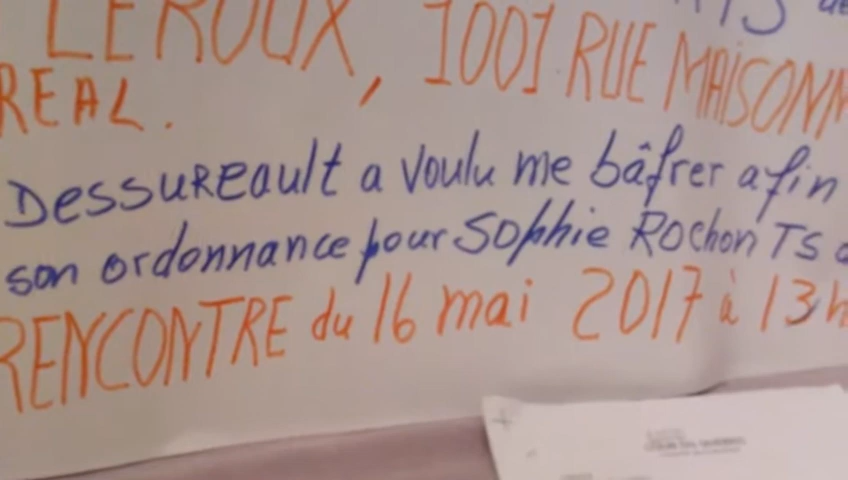 LEROUX, 1001 RUE MAISONN
REAL.
DESSUREault a voulu me bâfrer afin
son ordonnance pour Sophie Rochon TS
RENCONTRE du 16 mai 2017 à 13h